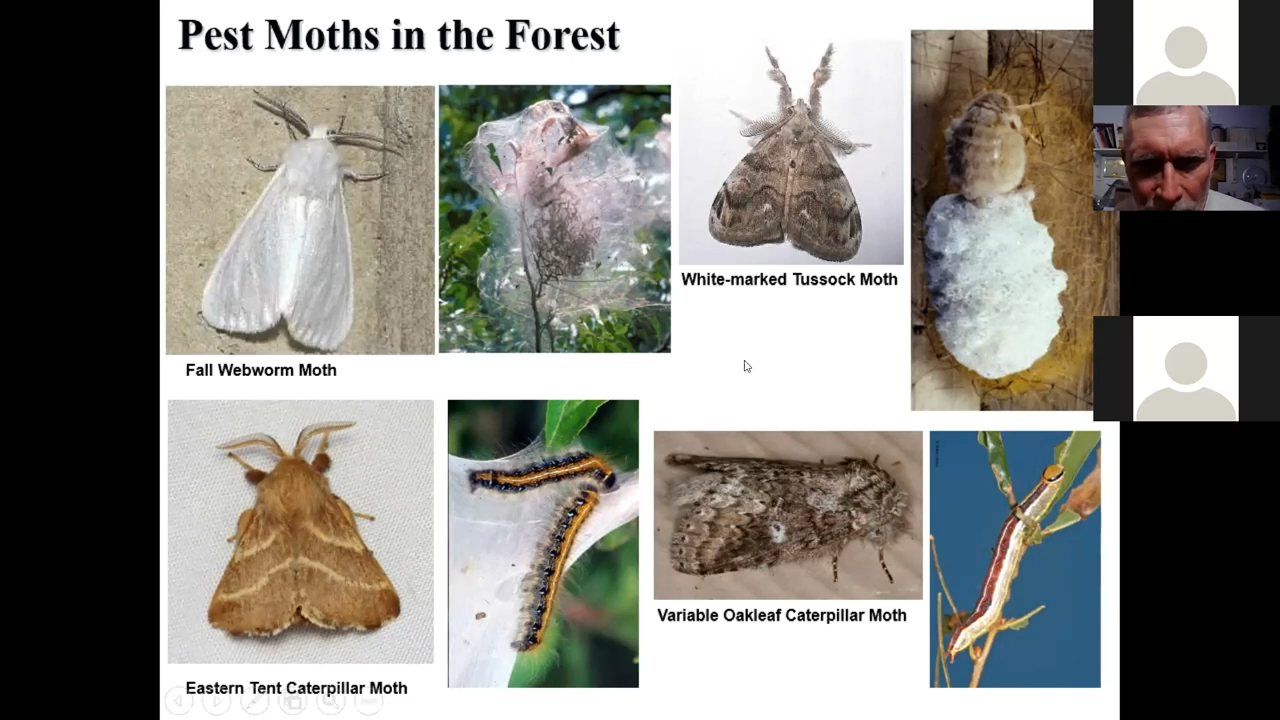 Pest Moths in the Forest
White-marked Tussock Moth
Fall Webworm Moth
Variable Oakleaf Caterpillar Moth
Eastern Tent Caterpillar Moth